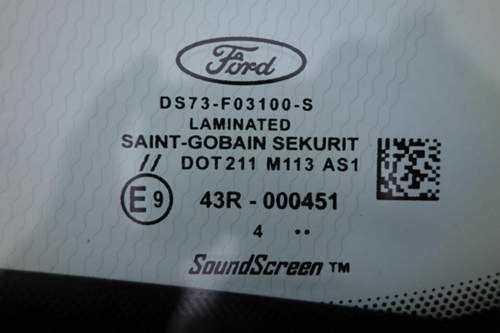 Ford
DS73-F03100-S
LAMINATED
SAINT-GOBAIN SEKURIT
// DOT211 M113 AS1
E9 43R - 000451
4 ..
SoundScreen ™